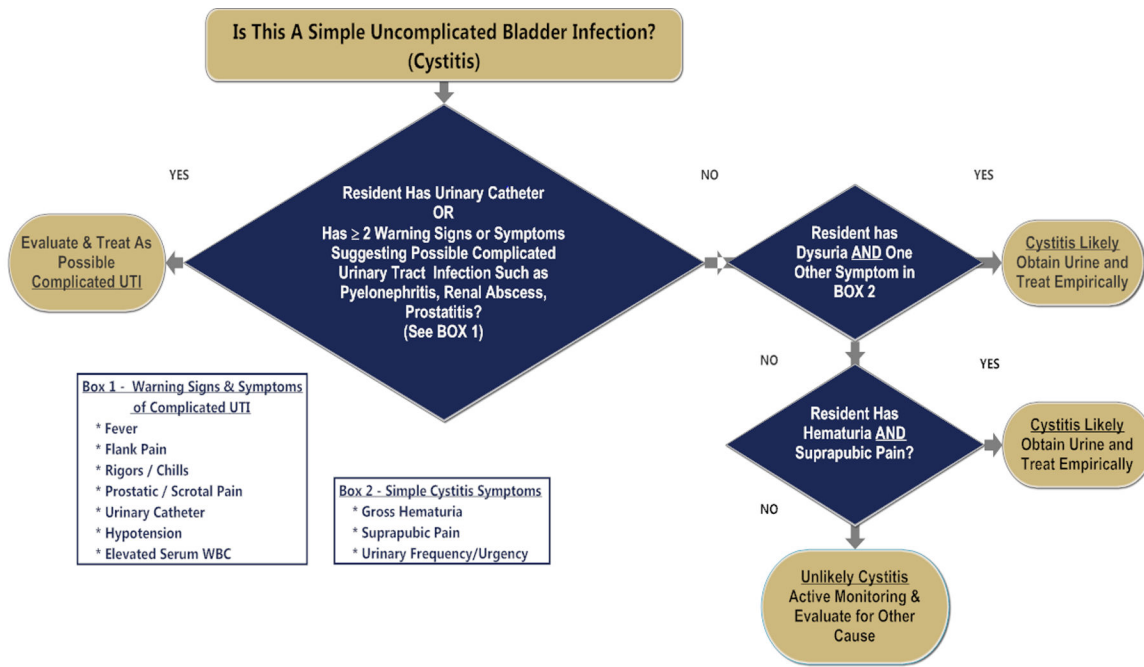 Is This A Simple Uncomplicated Bladder Infection?
(Cystitis)
YES
NO
YES
Resident Has Urinary Catheter
OR
Has ≥ 2 Warning Signs or Symptoms
Suggesting Possible Complicated
Urinary Tract Infection Such as
Pyelonephritis, Renal Abscess,
Prostatitis?
(See BOX 1)
Evaluate & Treat As
Possible
Complicated UTI
Resident has
Dysuria AND One
Other Symptom in
BOX 2
Cystitis Likely
Obtain Urine and
Treat Empirically
NO
YES
Resident Has
Hematuria AND
Suprapubic Pain?
Cystitis Likely
Obtain Urine and
Treat Empirically
NO
Unlikely Cystitis
Active Monitoring &
Evaluate for Other
Cause
Box 1 - Warning Signs & Symptoms
of Complicated UTI
* Fever
* Flank Pain
* Rigors / Chills
* Prostatic / Scrotal Pain
* Urinary Catheter
* Hypotension
* Elevated Serum WBC
Box 2 - Simple Cystitis Symptoms
* Gross Hematuria
* Suprapubic Pain
* Urinary Frequency/Urgency